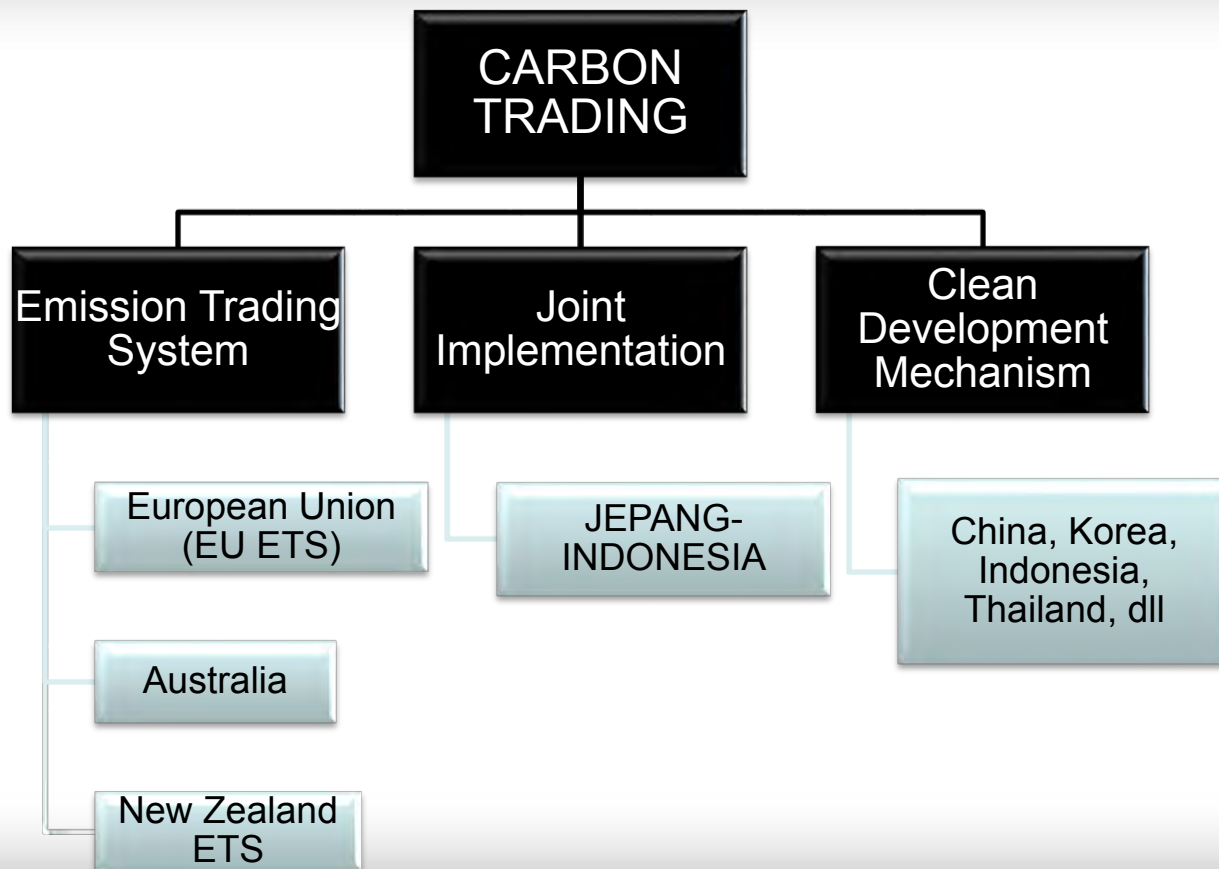 CARBON
TRADING
Emission Trading
System
Joint
Implementation
Clean
Development
Mechanism
European Union
(EU ETS)
JEPANG-
INDONESIA
China, Korea,
Indonesia,
Thailand, dll
Australia
New Zealand
ETS